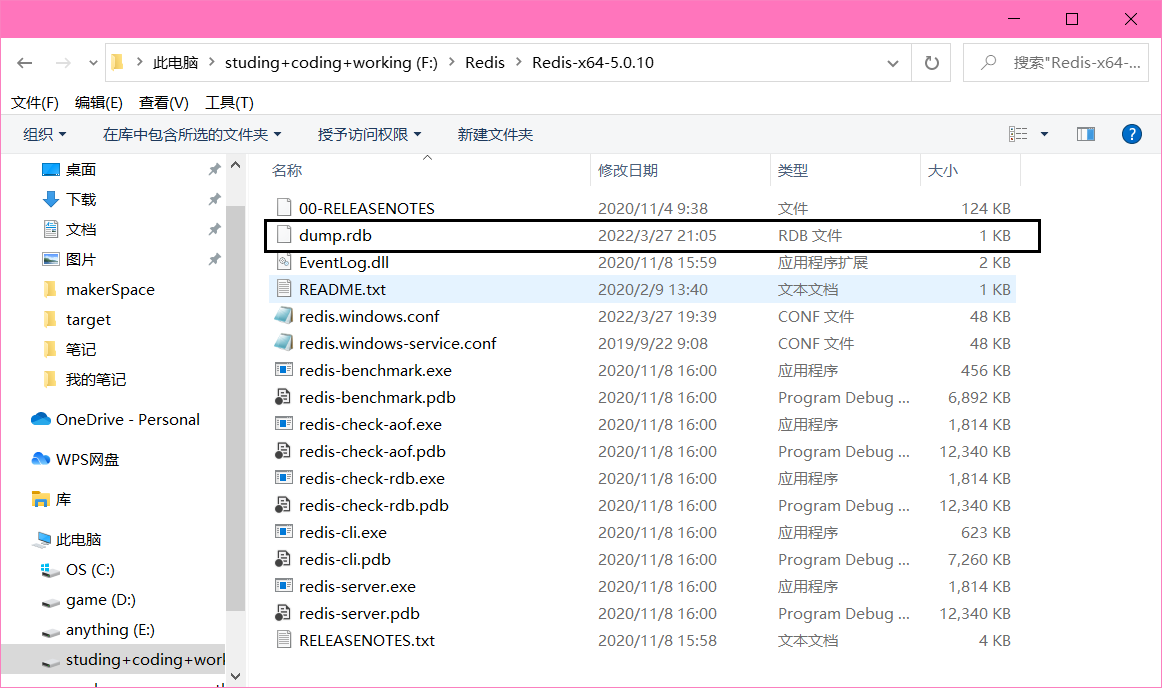 此电脑 studing+coding+working (F:) Redis Redis-x64-5.0.10 搜索"Redis-x64-...
文件(F) 编辑(E) 查看(V) 工具(T)
组织 在库中包含所选的文件夹 授予访问权限 新建文件夹
桌面
下载
文档
图片
makerSpace
target
笔记
我的笔记
OneDrive - Personal
WPS网盘
库
此电脑
OS (C:)
game (D:)
anything (E:)
studing+coding+worl
名称 修改日期 类型 大小
00-RELEASENOTES 2020/11/4 9:38 文件 124 KB
dump.rdb 2022/3/27 21:05 RDB 文件 1 KB
EventLog.dll 2020/11/8 15:59 应用程序扩展 2 KB
README.txt 2020/2/9 13:40 文本文档 1 KB
redis.windows.conf 2022/3/27 19:39 CONF 文件 48 KB
redis.windows-service.conf 2019/9/22 9:08 CONF 文件 48 KB
redis-benchmark.exe 2020/11/8 16:00 应用程序 456 KB
redis-benchmark.pdb 2020/11/8 16:00 Program Debug ... 6,892 KB
redis-check-aof.exe 2020/11/8 16:00 应用程序 1,814 KB
redis-check-aof.pdb 2020/11/8 16:00 Program Debug ... 12,340 KB
redis-check-rdb.exe 2020/11/8 16:00 应用程序 1,814 KB
redis-check-rdb.pdb 2020/11/8 16:00 Program Debug ... 12,340 KB
redis-cli.exe 2020/11/8 16:00 应用程序 623 KB
redis-cli.pdb 2020/11/8 16:00 Program Debug ... 7,260 KB
redis-server.exe 2020/11/8 16:00 应用程序 1,814 KB
redis-server.pdb 2020/11/8 16:00 Program Debug ... 12,340 KB
RELEASENOTES.txt 2020/11/8 15:58 文本文档 4 KB